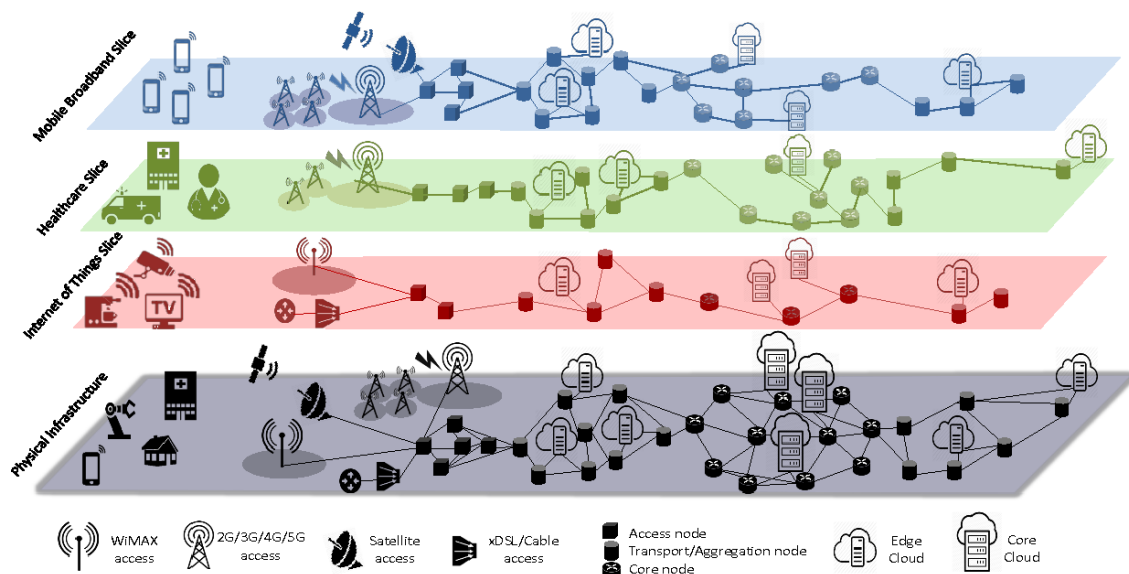 Mobile Broadband Slice
Healthcare Slice
Internet of Things Slice
TV
Physical Infrastructure
WiMAX
access
2G/3G/4G/5G
access
Satellite
access
xDSL/Cable
access
Access node
Transport/Aggregation node
Core node
Edge
Cloud
Core
Cloud